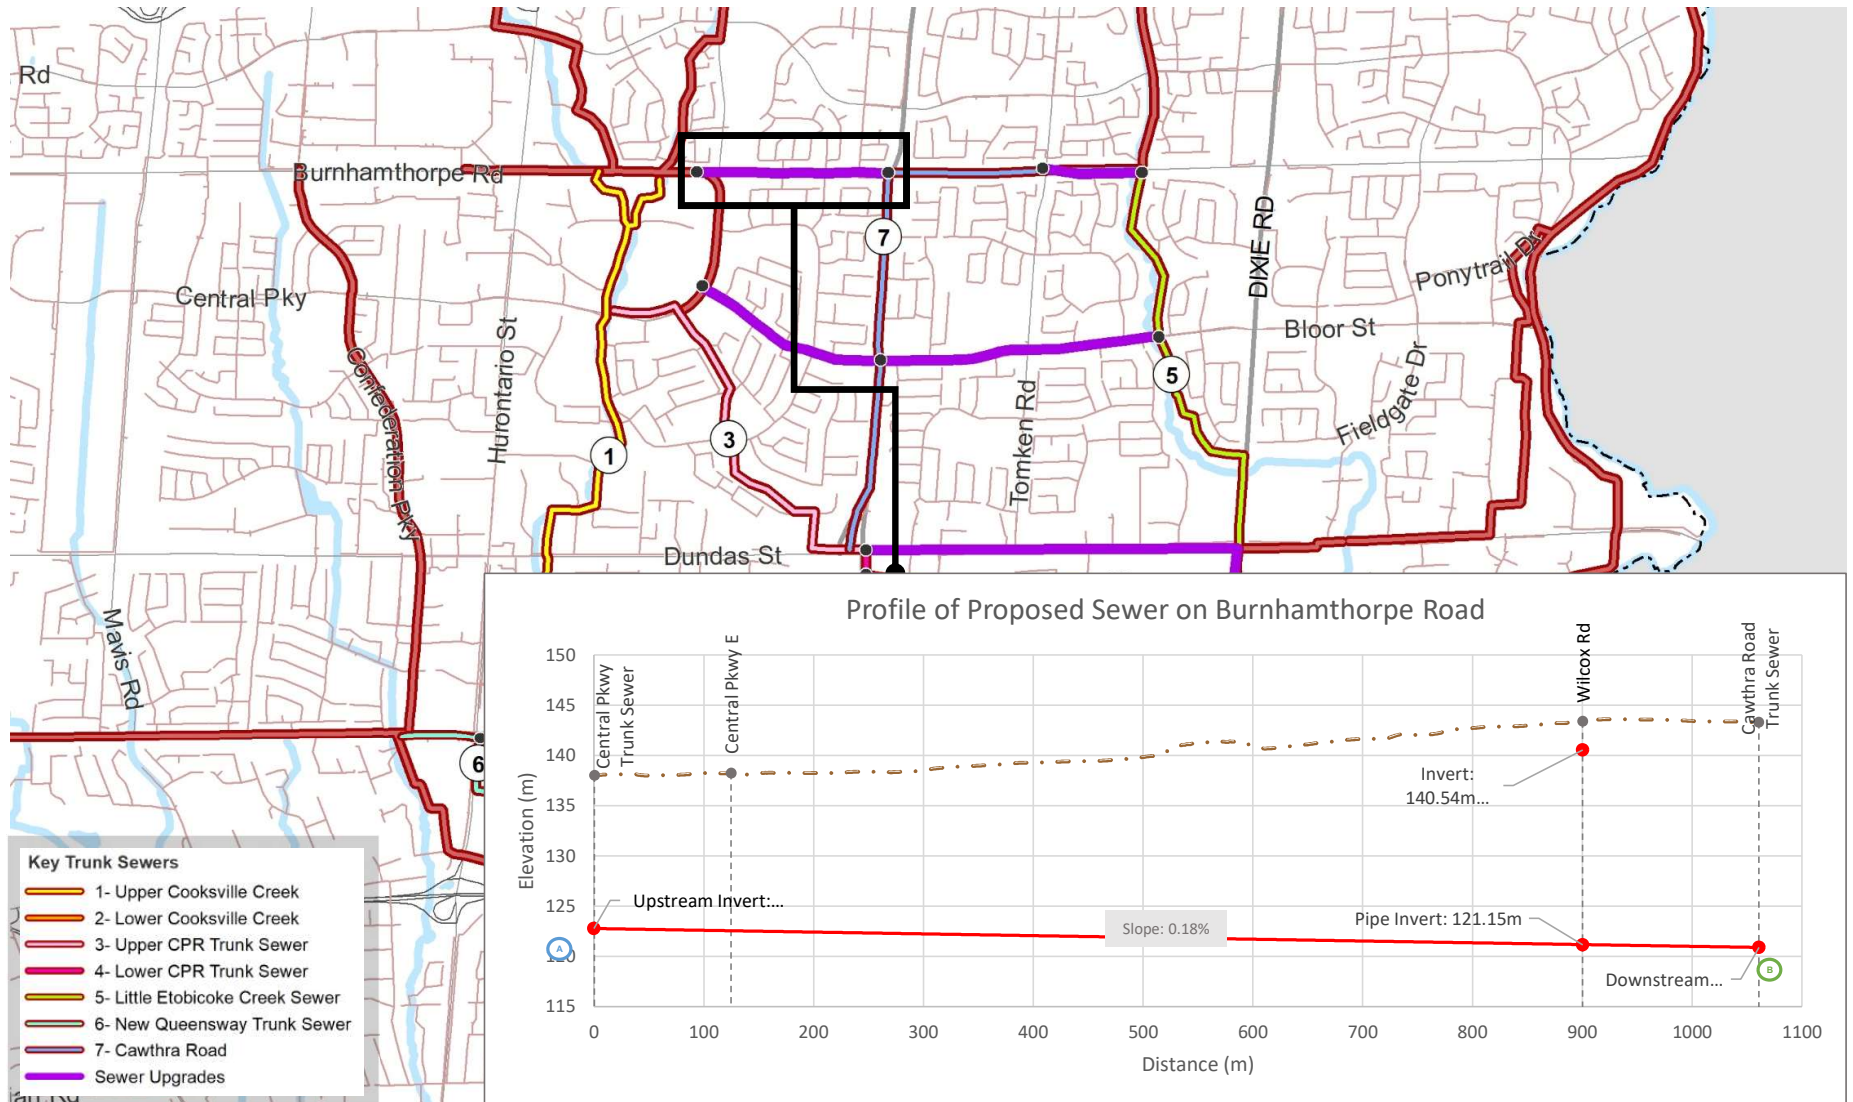 Rd
Burnhamthorpe Rd
7
DIXIE RD
Ponytrail Dr
Central Pky
Hurontario St
Bloor St
Confederation Pky
5
Fieldgate Dr
Tomken Rd
3
1
Dundas St
Mavis Rd
6
Key Trunk Sewers
1- Upper Cooksville Creek
2- Lower Cooksville Creek
3- Upper CPR Trunk Sewer
4- Lower CPR Trunk Sewer
5- Little Etobicoke Creek Sewer
6- New Queensway Trunk Sewer
7- Cawthra Road
Sewer Upgrades
Profile of Proposed Sewer on Burnhamthorpe Road
Central Pkwy
Trunk Sewer
Central Pkwy E
Wilcox Rd
Cawthra Road
Trunk Sewer
150
145
140
135
130
125
120
115
Elevation (m)
Invert:
140.54m...
Upstream Invert:...
Slope: 0.18%
Pipe Invert: 121.15m
Downstream...
A
B
0 100 200 300 400 500 600 700 800 900 1000 1100
Distance (m)